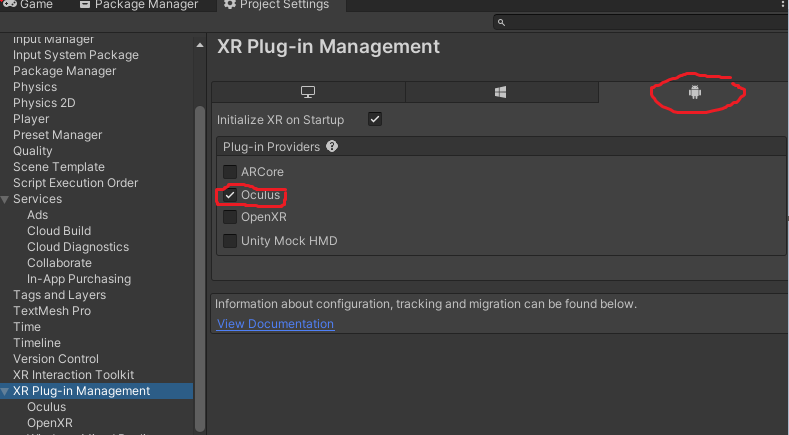 Game
Package Manager
Project Settings
Input Manager
Input System Package
Package Manager
Physics
Physics 2D
Player
Preset Manager
Quality
Scene Template
Script Execution Order
Services
Ads
Cloud Build
Cloud Diagnostics
Collaborate
In-App Purchasing
Tags and Layers
TextMesh Pro
Time
Timeline
Version Control
XR Interaction Toolkit
XR Plug-in Management
Oculus
OpenXR
XR Plug-in Management
Initialize XR on Startup
Plug-in Providers
ARCore
Oculus
OpenXR
Unity Mock HMD
Information about configuration, tracking and migration can be found below.
View Documentation